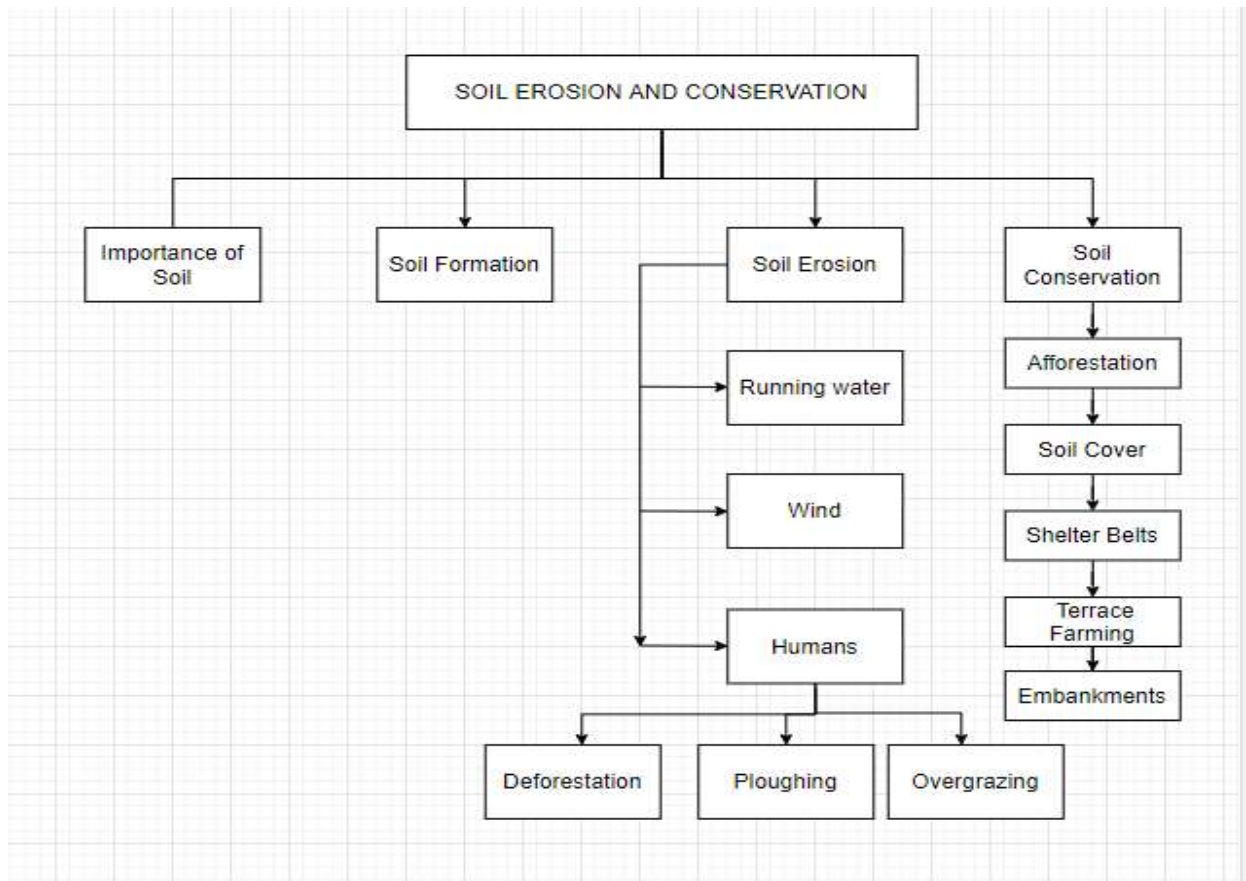 SOIL EROSION AND CONSERVATION
Importance of
Soil
Soil Formation
Soil Erosion
Soil
Conservation
Running water
Wind
Humans
Deforestation
Ploughing
Overgrazing
Afforestation
Soil Cover
Shelter Belts
Terrace
Farming
Embankments